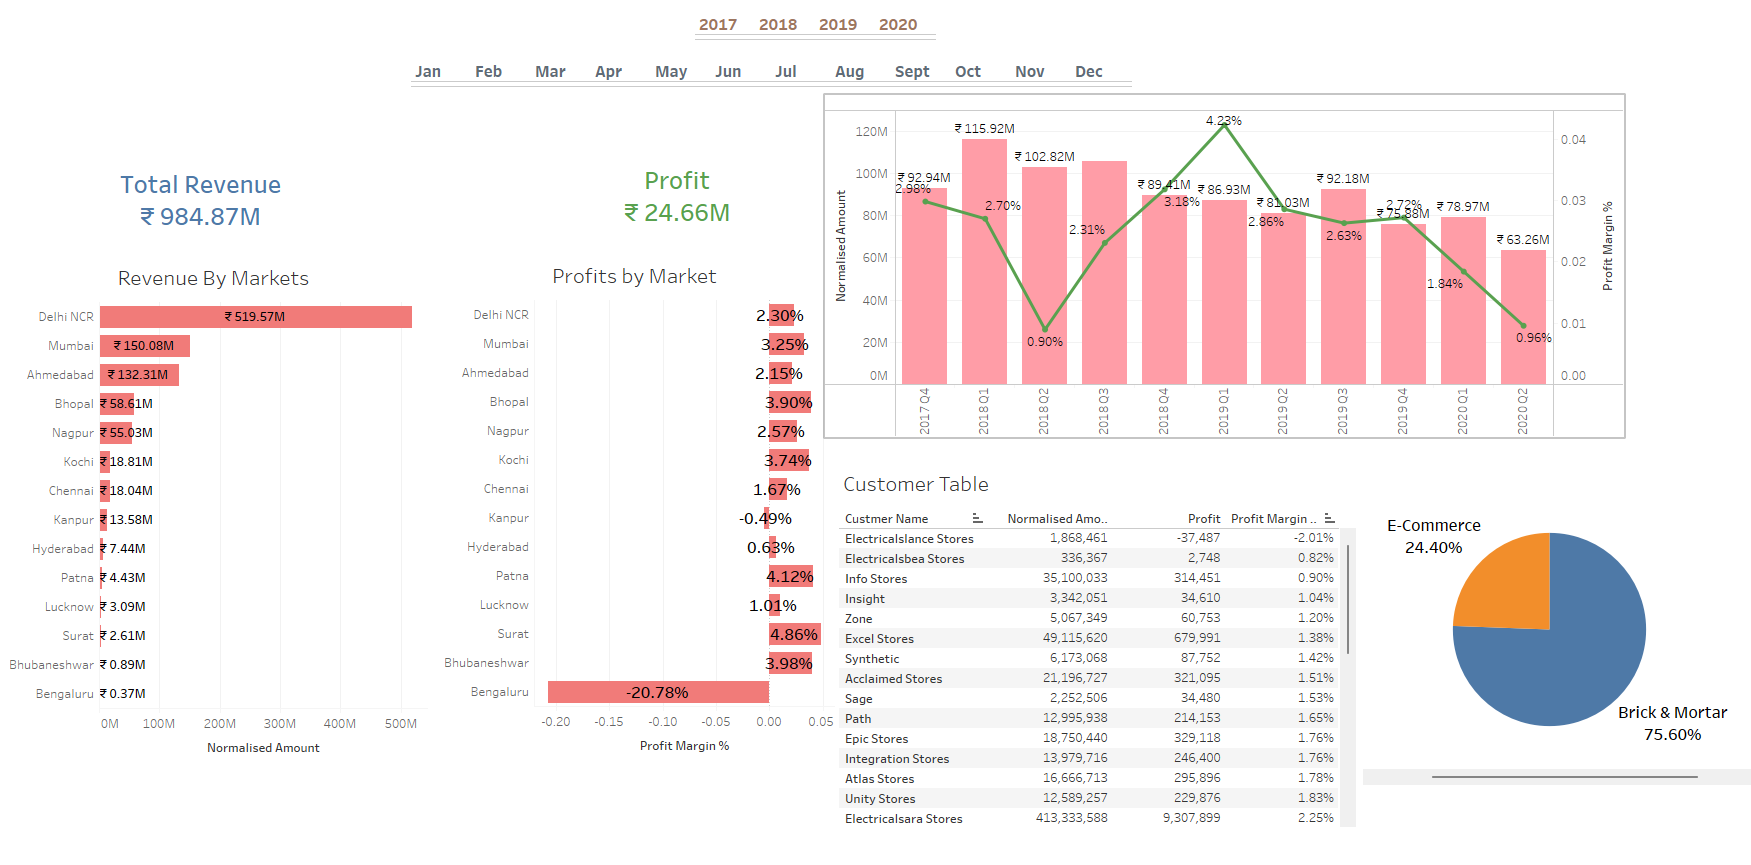 2017 2018 2019 2020
Jan Feb Mar Apr May Jun Jul Aug Sept Oct Nov Dec
Total Revenue
₹ 984.87M
Profit
₹ 24.66M
Revenue By Markets
Delhi NCR ₹ 519.57M
Mumbai ₹ 150.08M
Ahmedabad ₹ 132.31M
Bhopal ₹ 58.61M
Nagpur ₹ 55.03M
Kochi ₹ 18.81M
Chennai ₹ 18.04M
Kanpur ₹ 13.58M
Hyderabad ₹ 7.44M
Patna ₹ 4.43M
Lucknow ₹ 3.09M
Surat ₹ 2.61M
Bhubaneshwar ₹ 0.89M
Bengaluru ₹ 0.37M
0M 100M 200M 300M 400M 500M
Normalised Amount
Profits by Market
Delhi NCR 2.30%
Mumbai 3.25%
Ahmedabad 2.15%
Bhopal 3.90%
Nagpur 2.57%
Kochi 3.74%
Chennai 1.67%
Kanpur -0.49%
Hyderabad 0.63%
Patna 4.12%
Lucknow 1.01%
Surat 4.86%
Bhubaneshwar 3.98%
Bengaluru -20.78%
-0.20 -0.15 -0.10 -0.05 0.00 0.05
Profit Margin %
Normalised Amount
120M
100M
80M
60M
40M
20M
0M
₹ 92.94M ₹ 115.92M ₹ 102.82M ₹ 89.41M ₹ 86.93M ₹ 81.03M ₹ 92.18M ₹ 75.88M ₹ 78.97M ₹ 63.26M
2.98% 2.70% 0.90% 2.31% 3.18% 4.23% 2.86% 2.63% 2.72% 1.84% 0.96%
0.04
0.03
0.02
0.01
0.00
Profit Margin %
2017 Q4 2018 Q1 2018 Q2 2018 Q3 2018 Q4 2019 Q1 2019 Q2 2019 Q3 2019 Q4 2020 Q1 2020 Q2
Customer Table
Custmer Name Normalised Amo.. Profit Profit Margin ..
Electricalslance Stores 1,868,461 -37,487 -2.01%
Electricalsbea Stores 336,367 2,748 0.82%
Info Stores 35,100,033 314,451 0.90%
Insight 3,342,051 34,610 1.04%
Zone 5,067,349 60,753 1.20%
Excel Stores 49,115,620 679,991 1.38%
Synthetic 6,173,068 87,752 1.42%
Acclaimed Stores 21,196,727 321,095 1.51%
Sage 2,252,506 34,480 1.53%
Path 12,995,938 214,153 1.65%
Epic Stores 18,750,440 329,118 1.76%
Integration Stores 13,979,716 246,400 1.76%
Atlas Stores 16,666,713 295,896 1.78%
Unity Stores 12,589,257 229,876 1.83%
Electricalsara Stores 413,333,588 9,307,899 2.25%
E-Commerce
24.40%
Brick & Mortar
75.60%